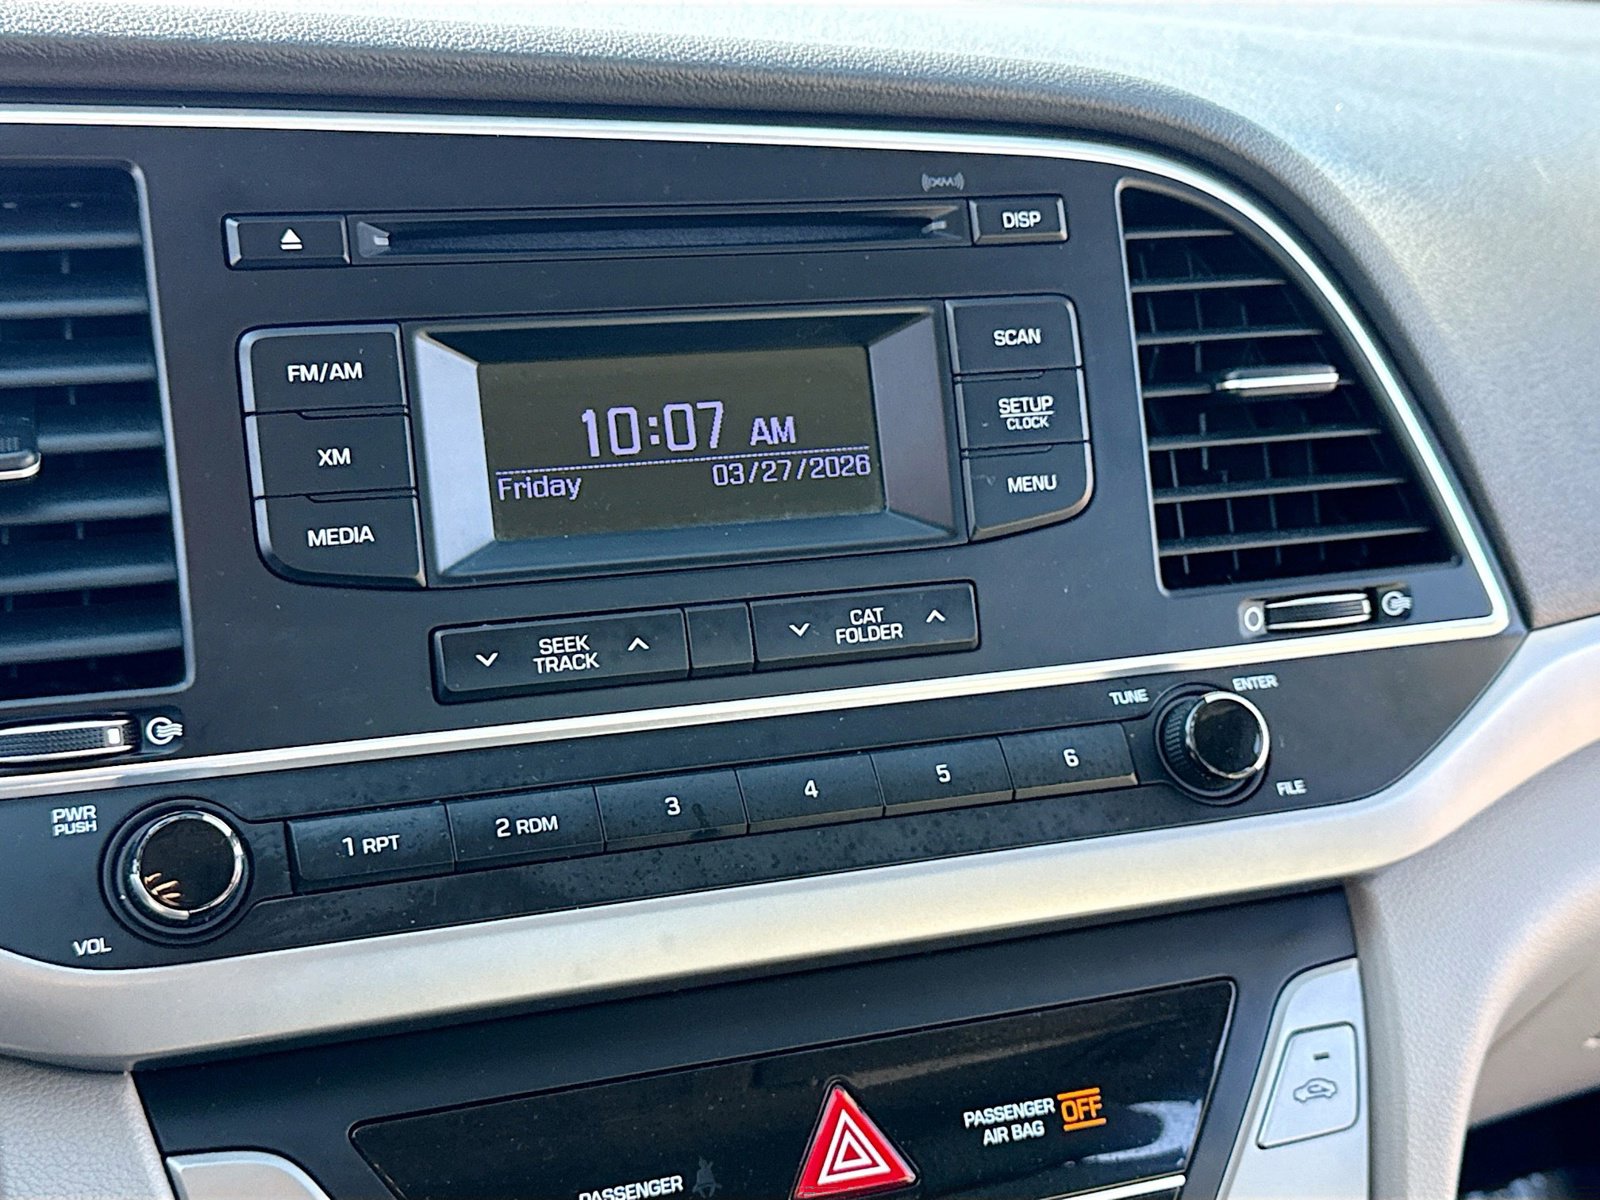 XM
DISP
FM/AM
SCAN
10:07 AM
SETUP
CLOCK
XM
Friday 03/27/2026
MENU
MEDIA
SEEK
TRACK
CAT
FOLDER
TUNE
ENTER
PWR
PUSH
1 RPT
2 RDM
3
4
5
6
FILE
VOL
PASSENGER OFF
AIR BAG
PASSENGER